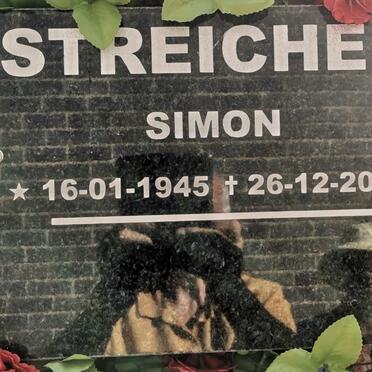 STREICHE
SIMON
★ 16-01-1945 † 26-12-20